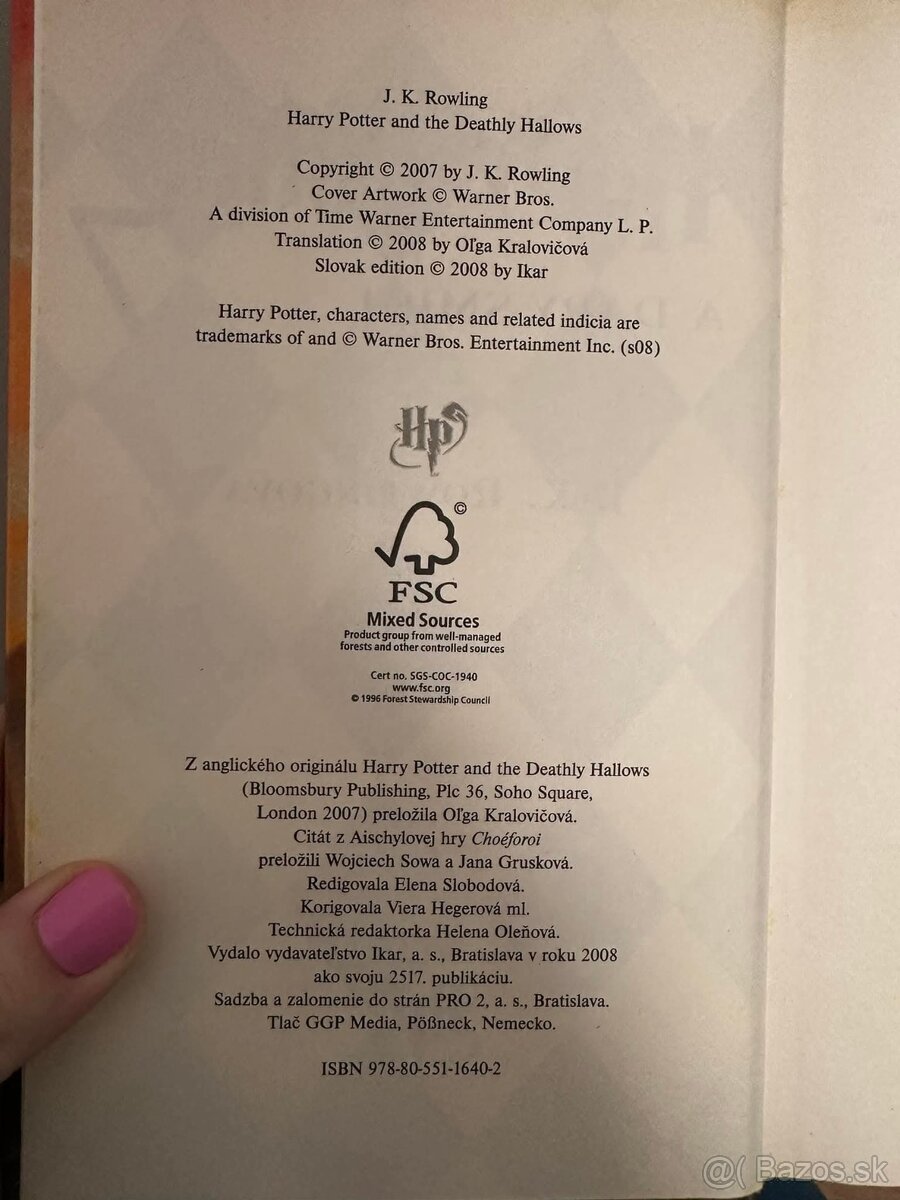 J. K. Rowling
Harry Potter and the Deathly Hallows
Copyright © 2007 by J. K. Rowling
Cover Artwork © Warner Bros.
A division of Time Warner Entertainment Company L. P.
Translation © 2008 by Oľga Kralovičová
Slovak edition © 2008 by Ikar
Harry Potter, characters, names and related indicia are
trademarks of and © Warner Bros. Entertainment Inc. (s08)
Hp
©
FSC
Mixed Sources
Product group from well-managed
forests and other controlled sources
Cert no. SGS-COC-1940
www.fsc.org
© 1996 Forest Stewardship Council
Z anglického originálu Harry Potter and the Deathly Hallows
(Bloomsbury Publishing, Plc 36, Soho Square,
London 2007) preložila Oľga Kralovičová.
Citát z Aischylovej hry Choéforoi
preložili Wojciech Sowa a Jana Grusková.
Redigovala Elena Slobodová.
Korigovala Viera Hegerová ml.
Technická redaktorka Helena Oleňová.
Vydalo vydavateľstvo Ikar, a. s., Bratislava v roku 2008
ako svoju 2517. publikáciu.
Sadzba a zalomenie do strán PRO 2, a. s., Bratislava.
Tlač GGP Media, Pößneck, Nemecko.
ISBN 978-80-551-1640-2
@( Bazos.sk